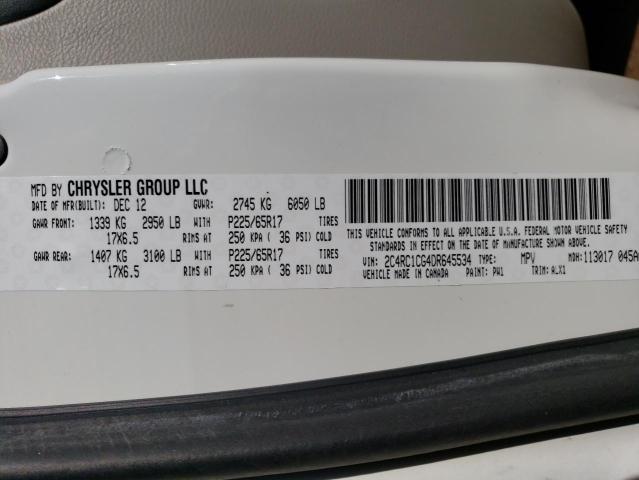 MFD BY CHRYSLER GROUP LLC
DATE OF MFR(BUILT): DEC 12 GVWR: 2745 KG 6050 LB
GAWR FRONT: 1339 KG 2950 LB WITH P225/65R17 TIRES
17X6.5 RIMS AT 250 KPA ( 36 PSI) COLD
GAWR REAR: 1407 KG 3100 LB WITH P225/65R17 TIRES
17X6.5 RIMS AT 250 KPA ( 36 PSI) COLD
THIS VEHICLE CONFORMS TO ALL APPLICABLE U.S.A. FEDERAL MOTOR VEHICLE SAFETY
STANDARDS IN EFFECT ON THE DATE OF MANUFACTURE SHOWN ABOVE.
VIN: 2C4RC1CG4DR645534 TYPE: MPV MDH: 113017 045A
VEHICLE MADE IN CANADA PAINT: PW1 TRIM: ALX1